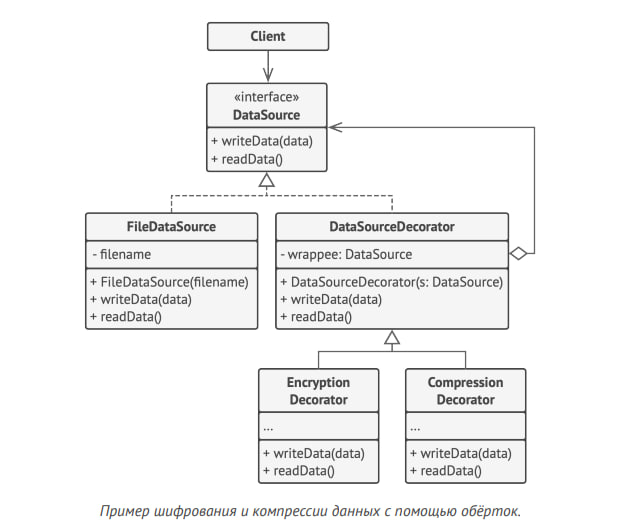 Client
«interface»
DataSource
+ writeData(data)
+ readData()
FileDataSource
- filename
+ FileDataSource(filename)
+ writeData(data)
+ readData()
DataSourceDecorator
- wrappee: DataSource
+ DataSourceDecorator(s: DataSource)
+ writeData(data)
+ readData()
Encryption
Decorator
...
+ writeData(data)
+ readData()
Compression
Decorator
...
+ writeData(data)
+ readData()
Пример шифрования и компрессии данных с помощью обёрток.